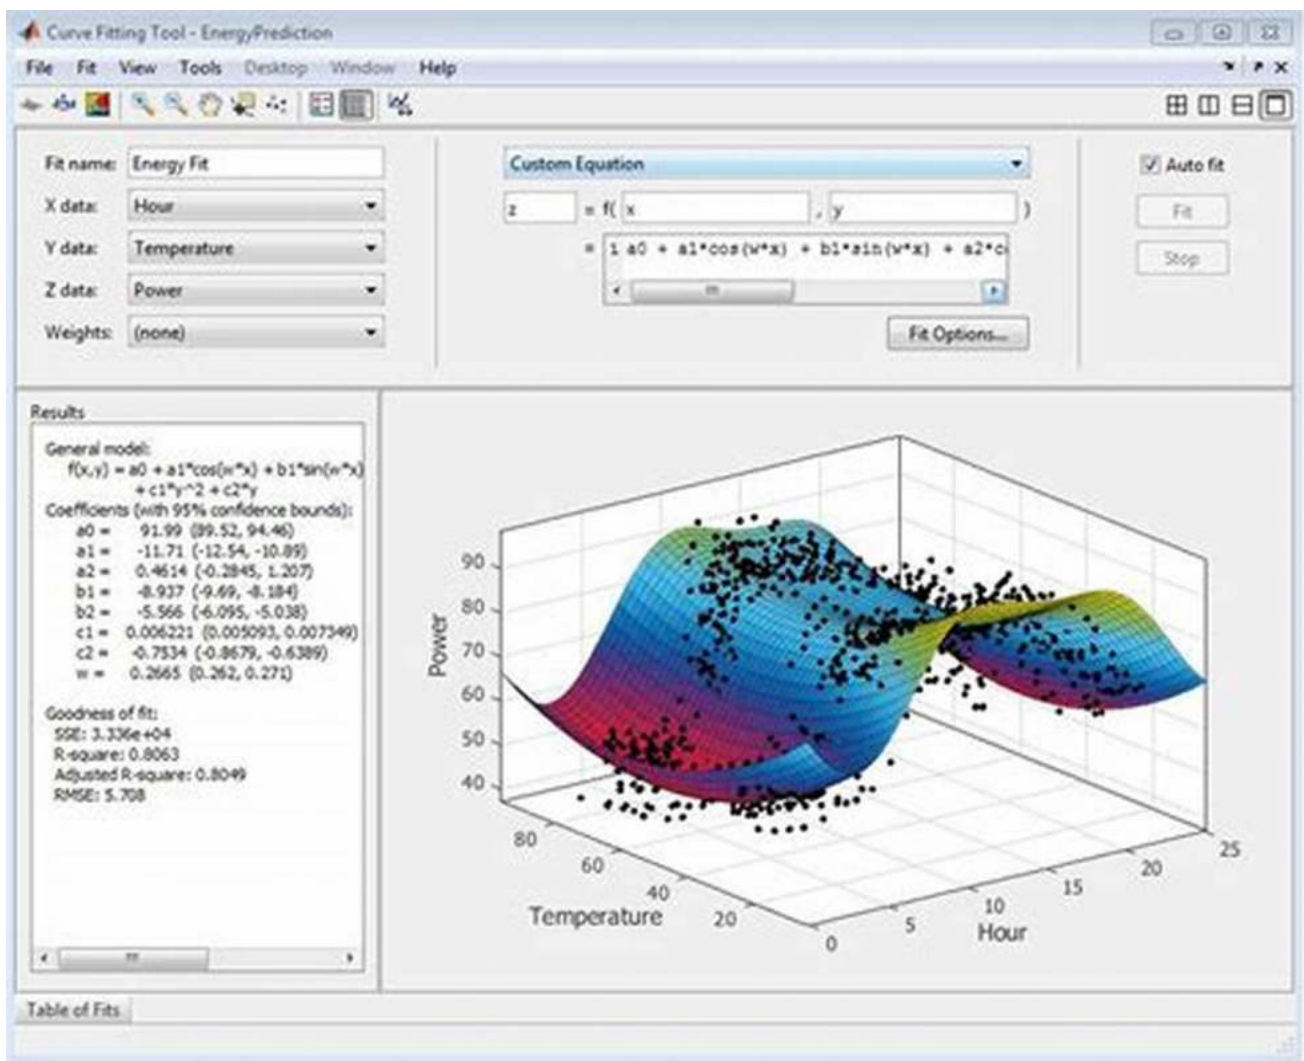 Curve Fitting Tool - EnergyPrediction
File Fit View Tools Desktop Window Help
Fit name: Energy Fit
X data: Hour
Y data: Temperature
Z data: Power
Weights: (none)
Custom Equation
z = f( x , y )
= 1 a0 + a1*cos(w*x) + b1*sin(w*x) + a2*c
Fit Options...
Auto fit
Fit
Stop
Results
General model:
f(x,y) = a0 + a1*cos(w*x) + b1*sin(w*x)
+ c1*y^2 + c2*y
Coefficients (with 95% confidence bounds):
a0 = 91.99 (89.52, 94.46)
a1 = -11.71 (-12.54, -10.89)
a2 = 0.4614 (-0.2845, 1.207)
b1 = -8.937 (-9.69, -8.184)
b2 = -5.566 (-6.095, -5.038)
c1 = 0.006221 (0.005093, 0.007349)
c2 = -0.7534 (-0.8679, -0.6389)
w = 0.2665 (0.262, 0.271)
Goodness of fit:
SSE: 3.336e+04
R-square: 0.8063
Adjusted R-square: 0.8049
RMSE: 5.708
Power
90
80
70
60
50
40
80
60
40
20
Temperature
0
5
10
15
20
25
Hour
Table of Fits